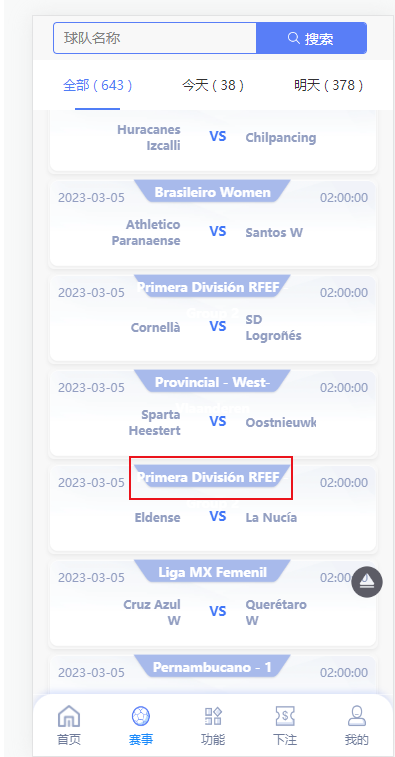 球队名称
搜索
全部 ( 643 )
今天 ( 38 )
明天 ( 378 )
Huracanes
Izcalli
VS
Chilpancing
2023-03-05
Brasileiro Women
02:00:00
Athletico
Paranaense
VS
Santos W
2023-03-05
Primera División RFEF
02:00:00
Cornellà
VS
SD
Logroñés
2023-03-05
Provincial - West-
02:00:00
Sparta
Heestert
VS
Oostnieuwk
2023-03-05
Primera División RFEF
02:00:00
Eldense
VS
La Nucía
2023-03-05
Liga MX Femenil
02:00
Cruz Azul
W
VS
Querétaro
W
2023-03-05
Pernambucano - 1
02:00:00
首页
赛事
功能
下注
我的